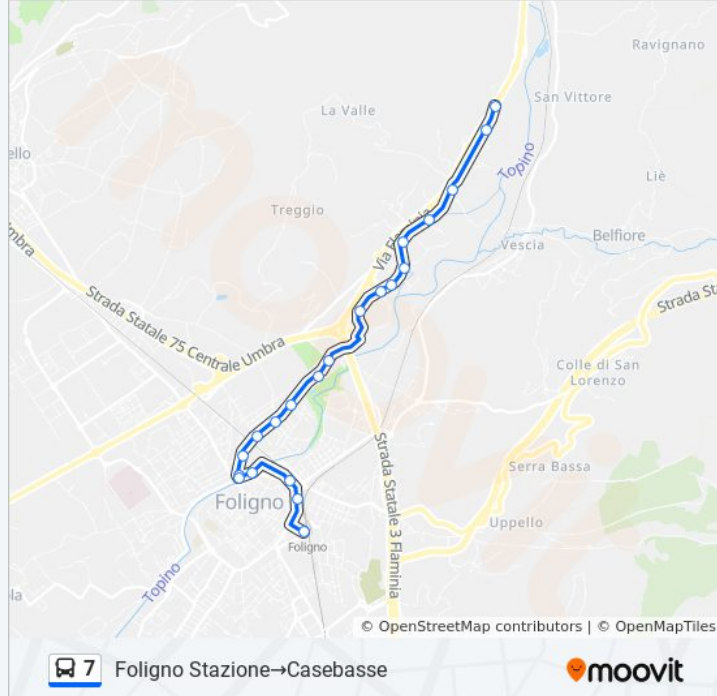 Ravignano
San Vittore
La Valle
ello
Topino
Liè
Treggio
Via Flaminia
Belfiore
Vescia
Umbra
Strada Sta
Strada Statale 75 Centrale Umbra
Colle di San
Lorenzo
Strada Statale 3 Flaminia
Serra Bassa
Foligno
Uppello
Foligno
Topino
la
© OpenStreetMap contributors | © OpenMapTiles
7 Foligno Stazione→Casebasse
moovit